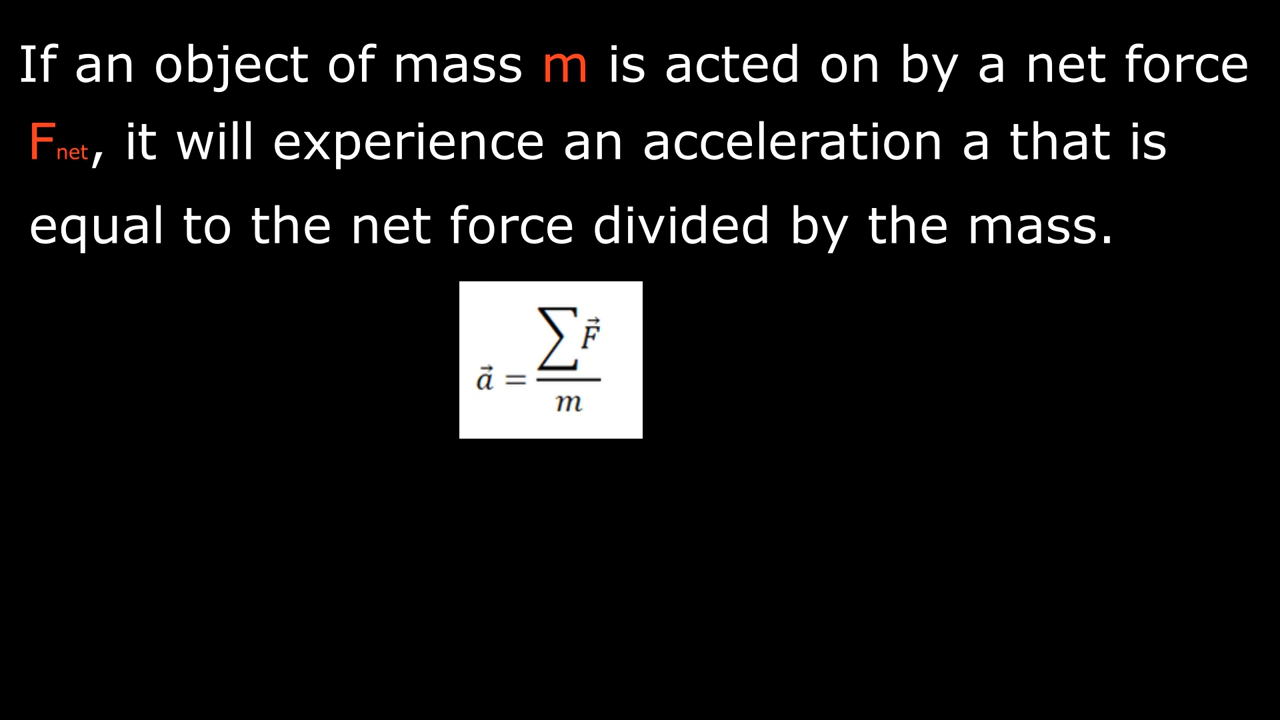 If an object of mass m is acted on by a net force
Fnet, it will experience an acceleration a that is
equal to the net force divided by the mass.
a⃗ = ∑F⃗ / m